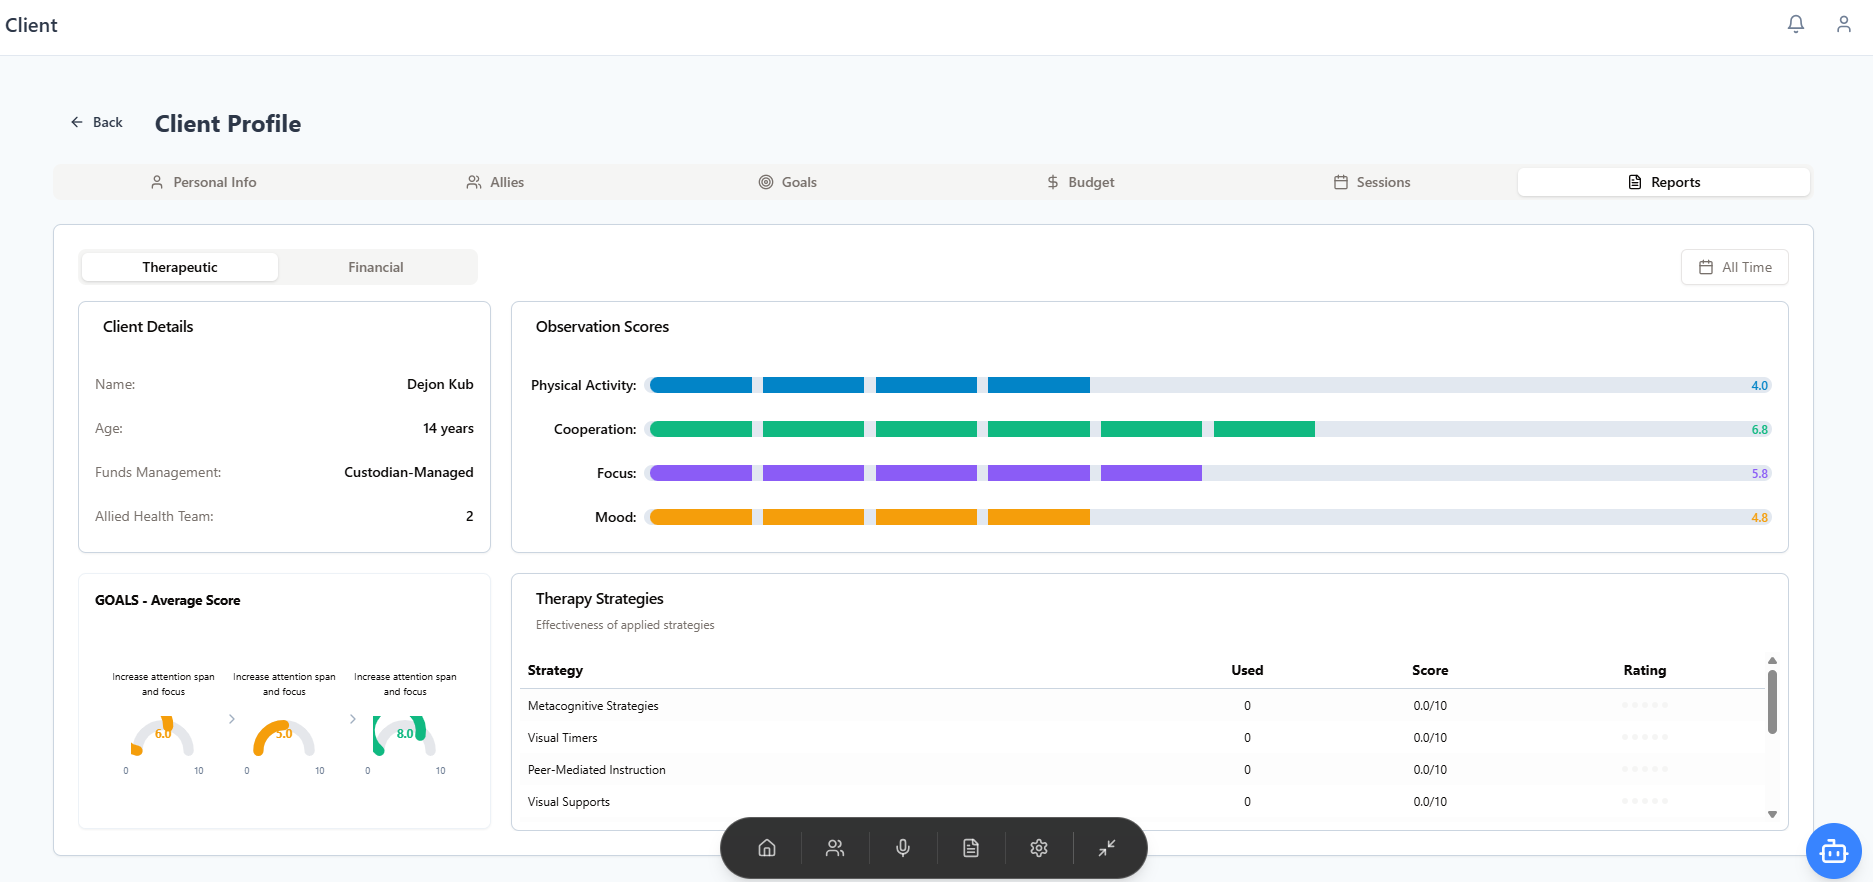 Client
Back
Client Profile
Personal Info
Allies
Goals
Budget
Sessions
Reports
Therapeutic
Financial
All Time
Client Details
Name:
Dejon Kub
Age:
14 years
Funds Management:
Custodian-Managed
Allied Health Team:
2
Observation Scores
Physical Activity:
4.0
Cooperation:
6.8
Focus:
5.8
Mood:
4.8
GOALS - Average Score
Increase attention span
and focus
6.0
0
10
Increase attention span
and focus
5.0
0
10
Increase attention span
and focus
8.0
0
10
Therapy Strategies
Effectiveness of applied strategies
Strategy Used Score Rating
Metacognitive Strategies 0 0.0/10
Visual Timers 0 0.0/10
Peer-Mediated Instruction 0 0.0/10
Visual Supports 0 0.0/10